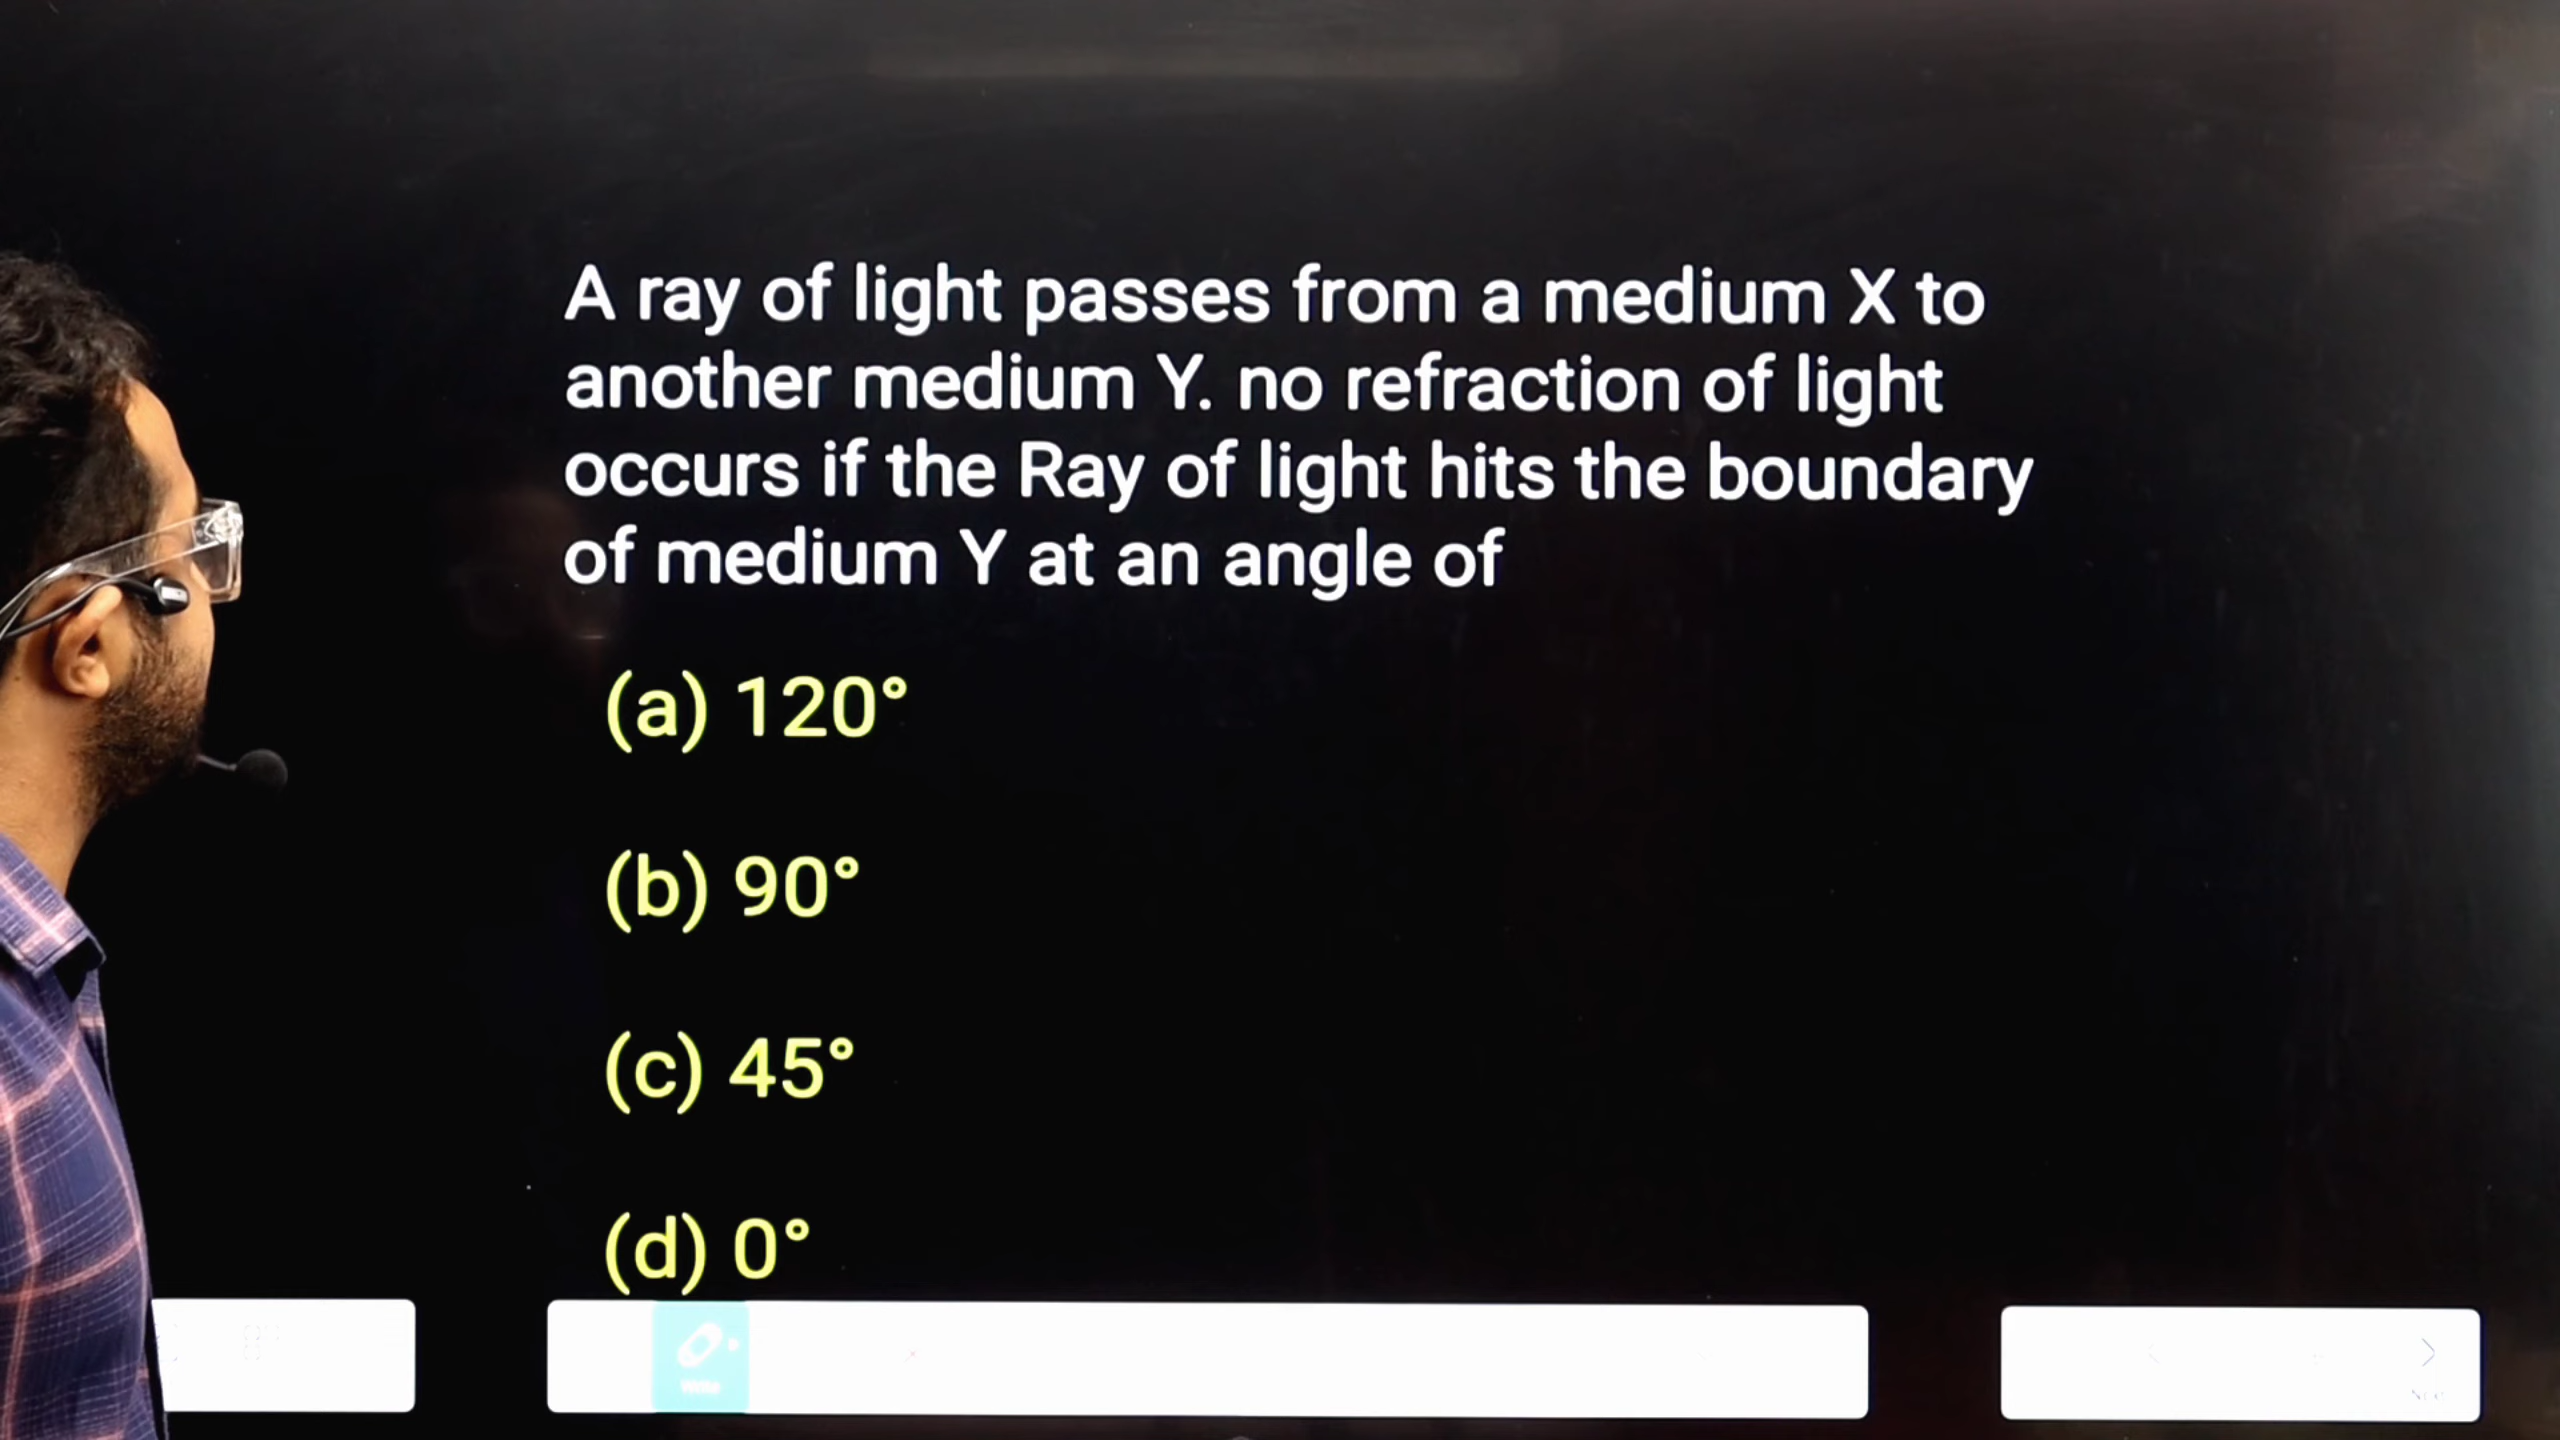 A ray of light passes from a medium X to
another medium Y. no refraction of light
occurs if the Ray of light hits the boundary
of medium Y at an angle of
(a) 120°
(b) 90°
(c) 45°
(d) 0°
Write